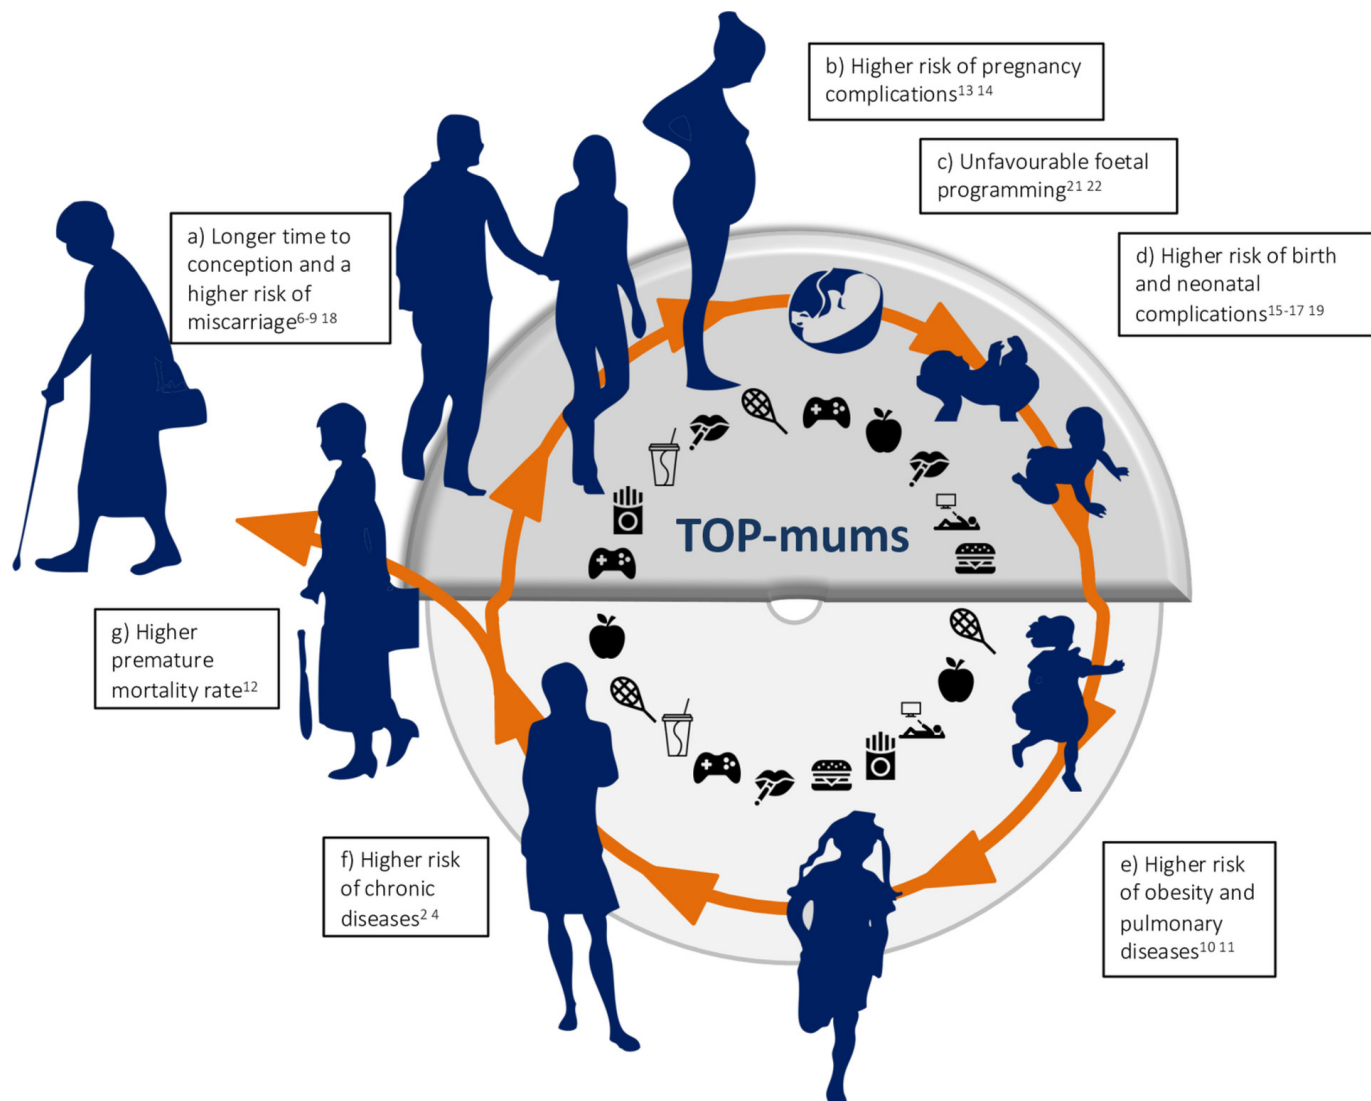 a) Longer time to
conception and a
higher risk of
miscarriage6-9 18
b) Higher risk of pregnancy
complications13 14
c) Unfavourable foetal
programming21 22
d) Higher risk of birth
and neonatal
complications15-17 19
TOP-mums
e) Higher risk
of obesity and
pulmonary
diseases10 11
f) Higher risk
of chronic
diseases2 4
g) Higher
premature
mortality rate12